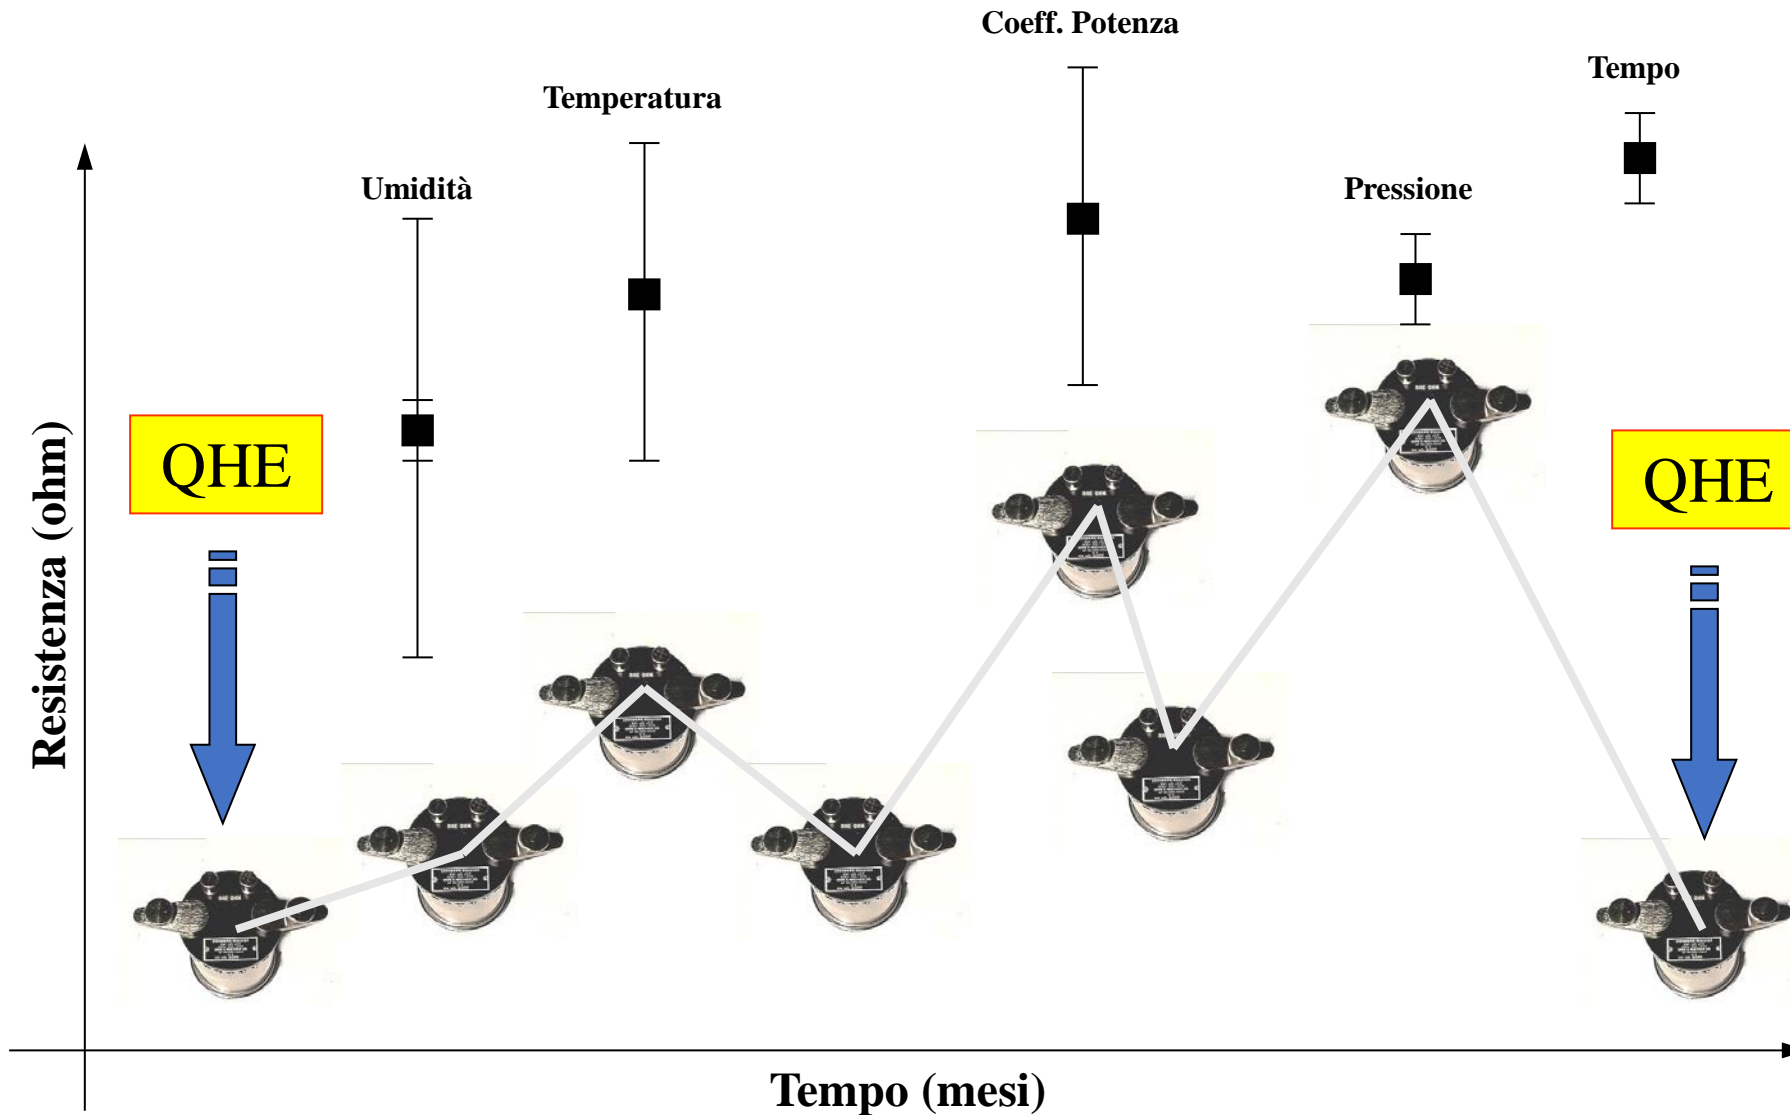 Coeff. Potenza
Tempo
Temperatura
Umidità
Pressione
QHE
QHE
Resistenza (ohm)
Tempo (mesi)